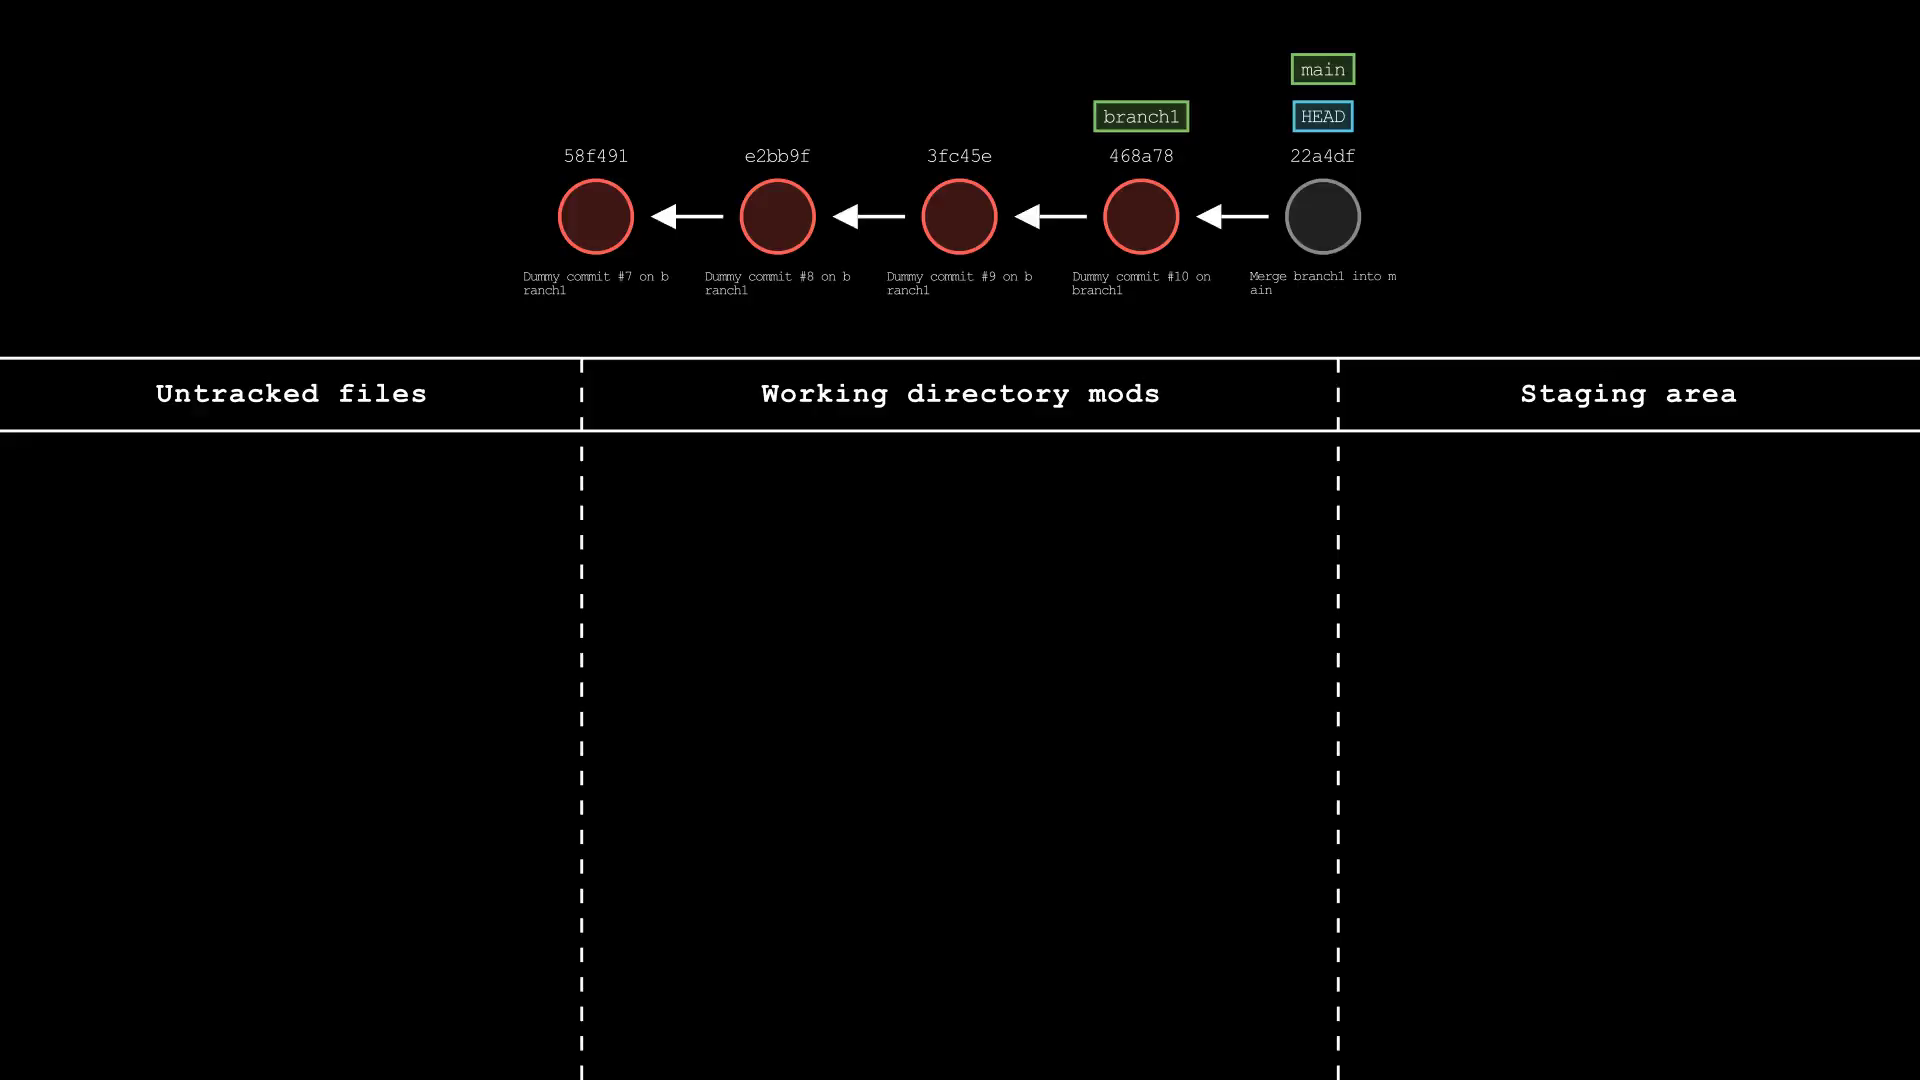 main
branch1 HEAD
58f491 e2bb9f 3fc45e 468a78 22a4df
Dummy commit #7 on b
ranch1
Dummy commit #8 on b
ranch1
Dummy commit #9 on b
ranch1
Dummy commit #10 on
branch1
Merge branch1 into m
ain
Untracked files Working directory mods Staging area